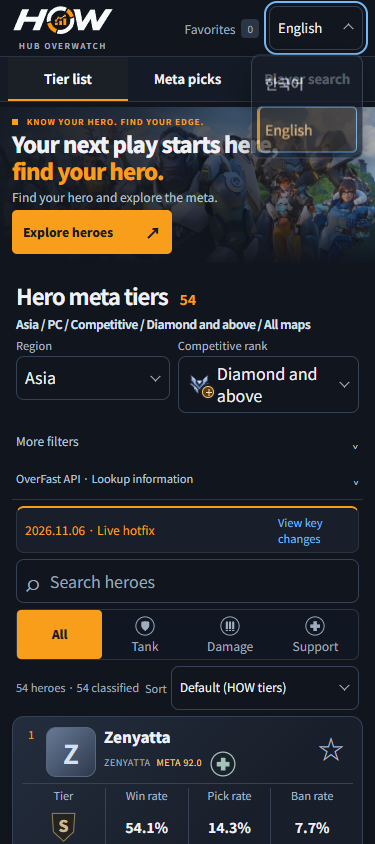 HOW
HUB OVERWATCH
Favorites 0
English
Tier list
Meta picks
Player search
한국어
English
KNOW YOUR HERO. FIND YOUR EDGE.
Your next play starts here,
find your hero.
Find your hero and explore the meta.
Explore heroes ↗
Hero meta tiers 54
Asia / PC / Competitive / Diamond and above / All maps
Region
Competitive rank
Asia
Diamond and
above
More filters
OverFast API · Lookup information
2026.11.06 · Live hotfix
View key
changes
Search heroes
All
Tank
Damage
Support
54 heroes · 54 classified
Sort
Default (HOW tiers)
1
Z
Zenyatta
ZENYATTA META 92.0
Tier
Win rate
Pick rate
Ban rate
S
54.1%
14.3%
7.7%